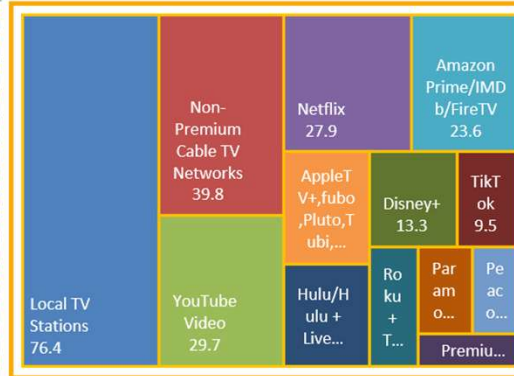 Local TV
Stations
76.4
Non-
Premium
Cable TV
Networks
39.8
YouTube
Video
29.7
Netflix
27.9
Amazon
Prime/IMD
b/FireTV
23.6
AppleT
V+,fubo
,Pluto,T
ubi,...
Hulu/H
ulu +
Live...
Disney+
13.3
TikT
ok
9.5
Ro
ku
+
T...
Par
amo
...
Pe
aco
...
Premiu...